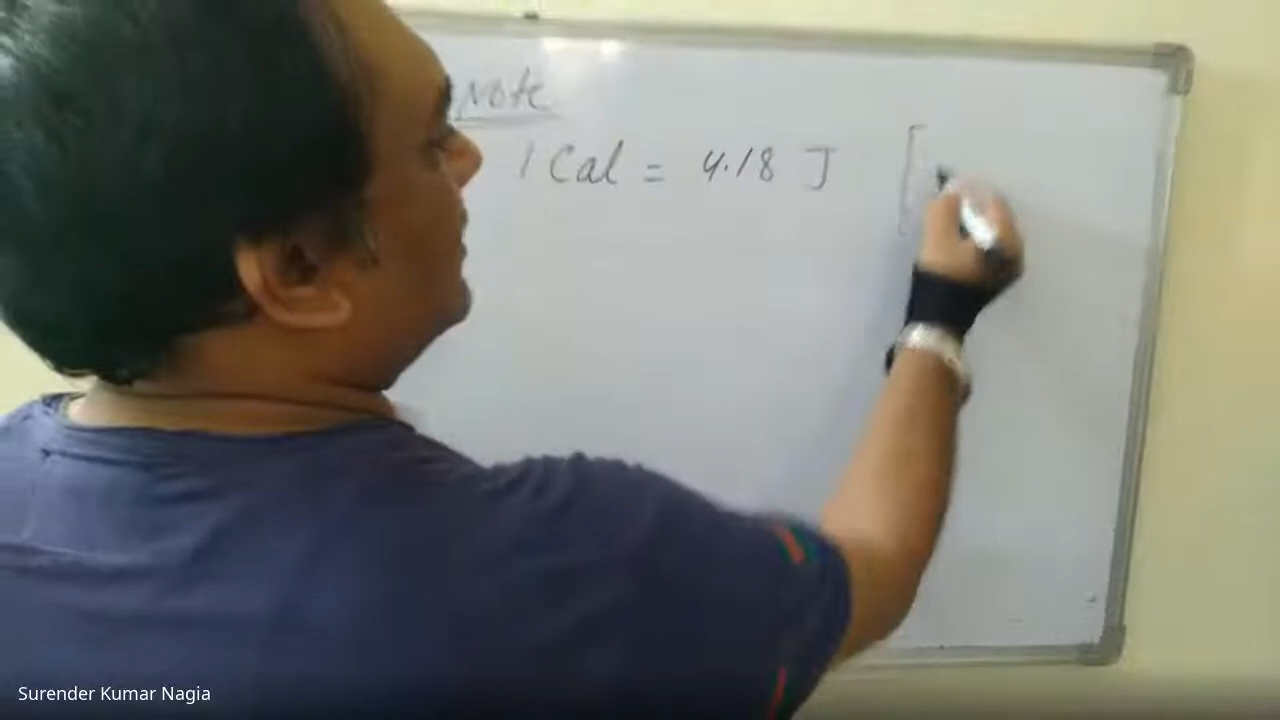 Note
1 Cal = 4.18 J [
Surender Kumar Nagia